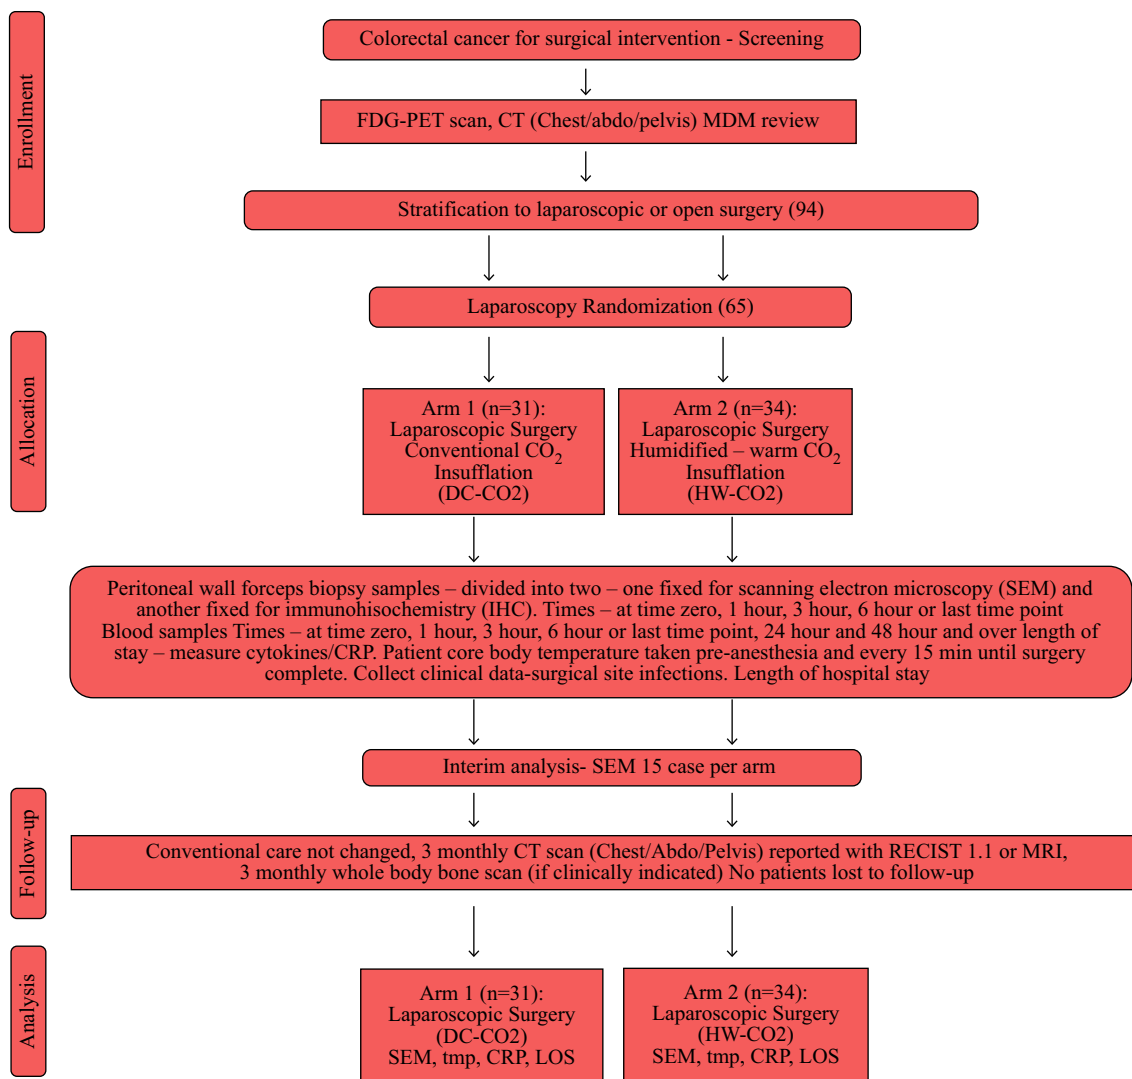 Enrollment
Colorectal cancer for surgical intervention - Screening
FDG-PET scan, CT (Chest/abdo/pelvis) MDM review
Stratification to laparoscopic or open surgery (94)
Allocation
Laparoscopy Randomization (65)
Arm 1 (n=31):
Laparoscopic Surgery
Conventional CO₂
Insufflation
(DC-CO2)
Arm 2 (n=34):
Laparoscopic Surgery
Humidified – warm CO₂
Insufflation
(HW-CO2)
Peritoneal wall forceps biopsy samples – divided into two – one fixed for scanning electron microscopy (SEM) and
another fixed for immunohisochemistry (IHC). Times – at time zero, 1 hour, 3 hour, 6 hour or last time point
Blood samples Times – at time zero, 1 hour, 3 hour, 6 hour or last time point, 24 hour and 48 hour and over length of
stay – measure cytokines/CRP. Patient core body temperature taken pre-anesthesia and every 15 min until surgery
complete. Collect clinical data-surgical site infections. Length of hospital stay
Interim analysis- SEM 15 case per arm
Follow-up
Conventional care not changed, 3 monthly CT scan (Chest/Abdo/Pelvis) reported with RECIST 1.1 or MRI,
3 monthly whole body bone scan (if clinically indicated) No patients lost to follow-up
Analysis
Arm 1 (n=31):
Laparoscopic Surgery
(DC-CO2)
SEM, tmp, CRP, LOS
Arm 2 (n=34):
Laparoscopic Surgery
(HW-CO2)
SEM, tmp, CRP, LOS